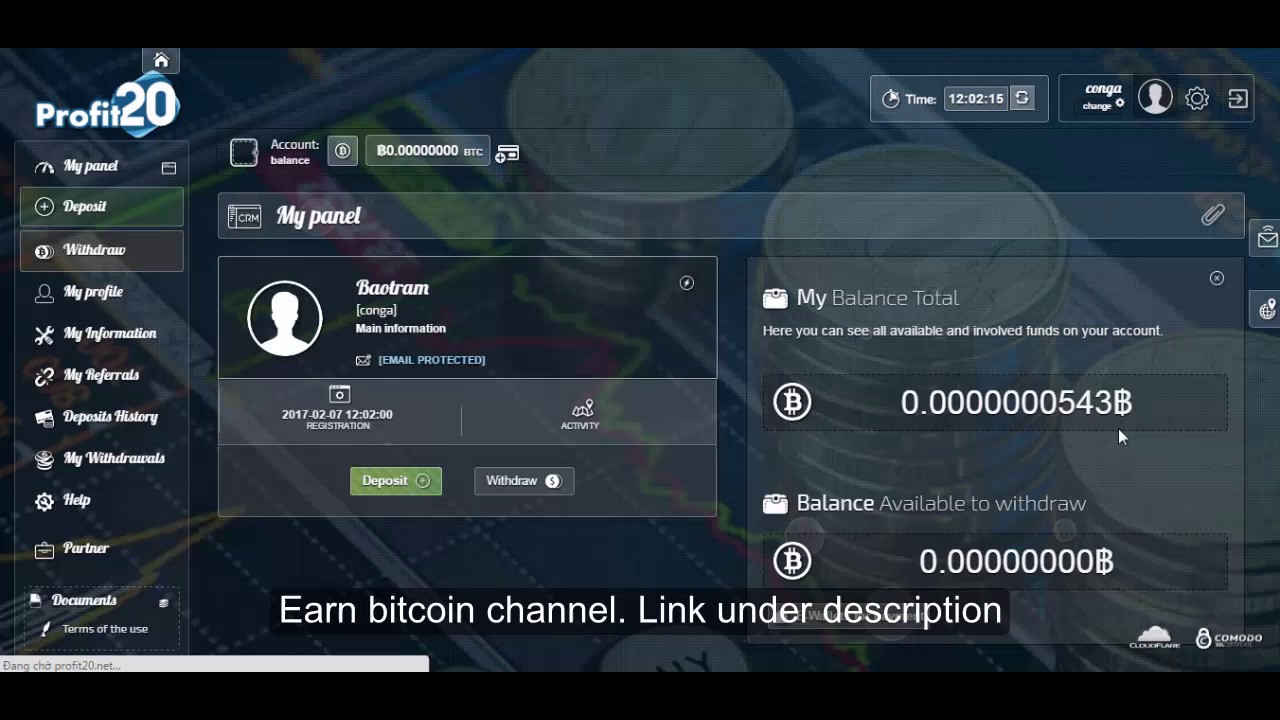 Profit20
Time: 12:02:15
conga
change
Account:
balance
฿0.00000000 BTC
My panel
Deposit
Withdraw
My profile
My Information
My Referrals
Deposits History
My Withdrawals
Help
Partner
Documents
Terms of the use
CRM My panel
Baotram
[conga]
Main information
[EMAIL PROTECTED]
2017-02-07 12:02:00
REGISTRATION
ACTIVITY
Deposit
Withdraw
My Balance Total
Here you can see all available and involved funds on your account.
0.0000000543฿
Balance Available to withdraw
0.00000000฿
Earn bitcoin channel. Link under description
CLOUDFLARE
COMODO
Đang chờ profit20.net...